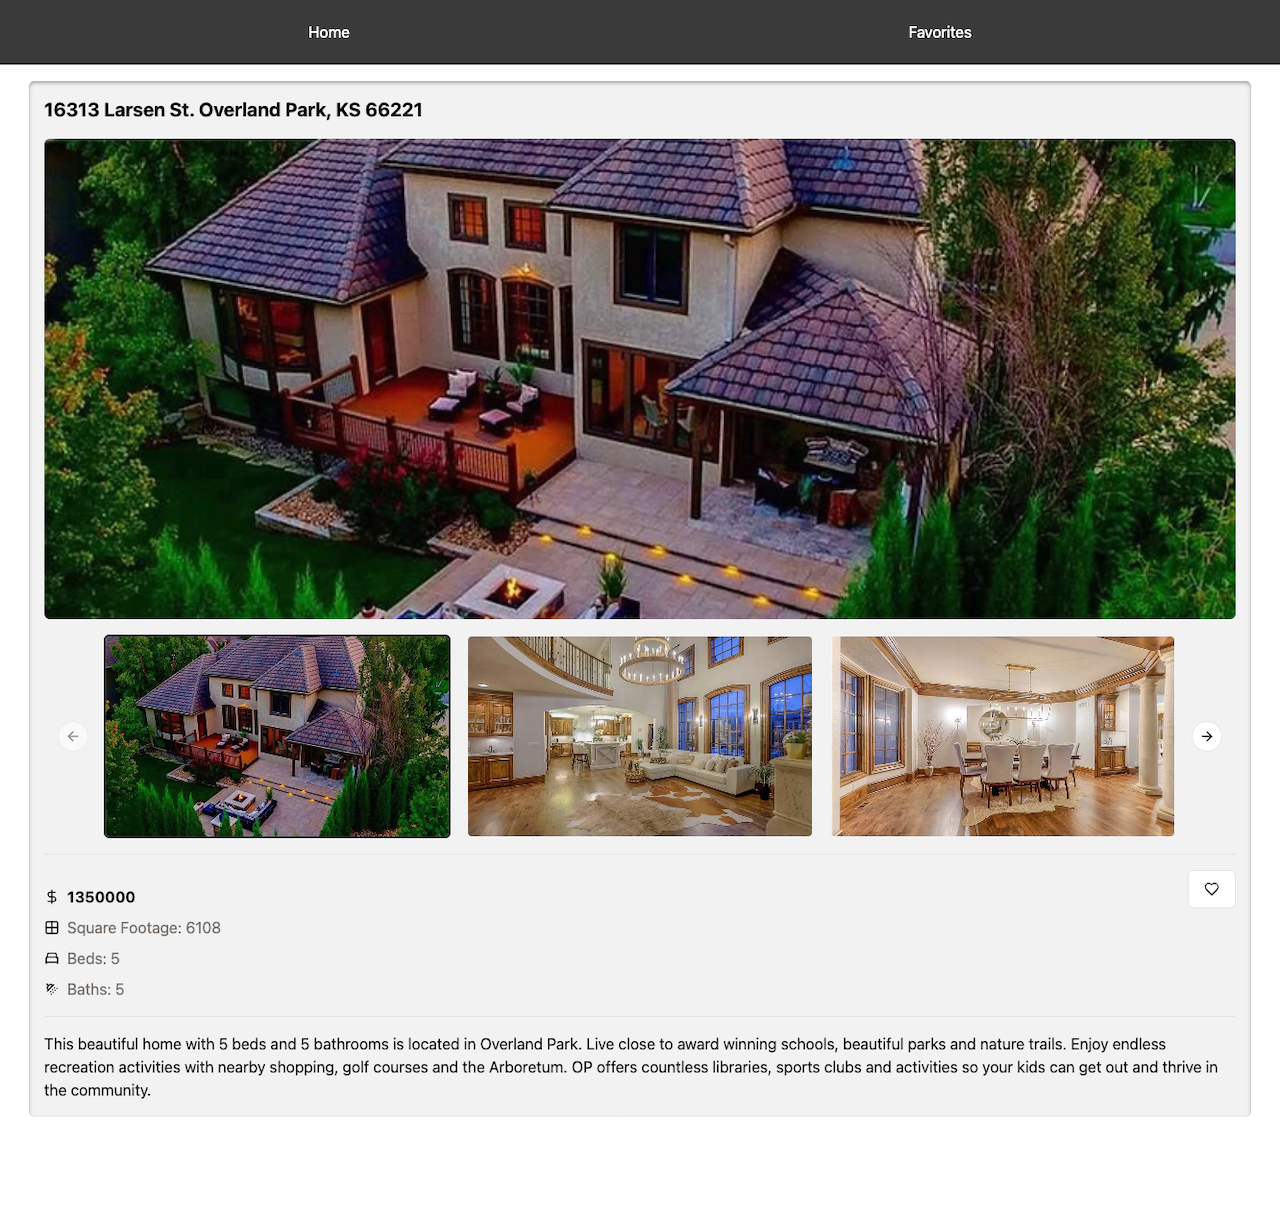 Home Favorites
16313 Larsen St. Overland Park, KS 66221
$ 1350000
Square Footage: 6108
Beds: 5
Baths: 5
This beautiful home with 5 beds and 5 bathrooms is located in Overland Park. Live close to award winning schools, beautiful parks and nature trails. Enjoy endless
recreation activities with nearby shopping, golf courses and the Arboretum. OP offers countless libraries, sports clubs and activities so your kids can get out and thrive in
the community.